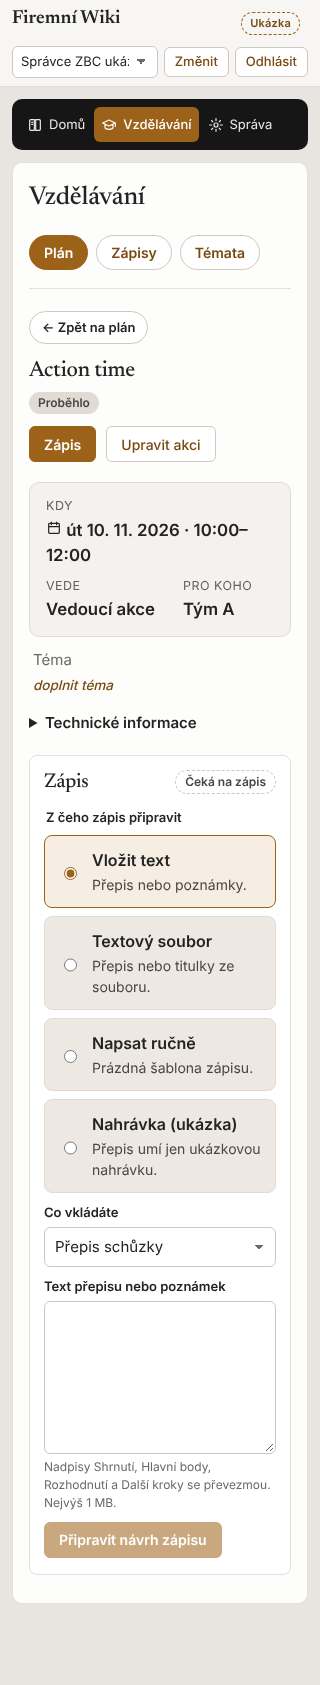 Firemní Wiki
Ukázka
Správce ZBC uká:
Změnit
Odhlásit
Domů
Vzdělávání
Správa
Vzdělávání
Plán
Zápisy
Témata
← Zpět na plán
Action time
Proběhlo
Zápis
Upravit akci
KDY
út 10. 11. 2026 · 10:00–
12:00
VEDE
PRO KOHO
Vedoucí akce
Tým A
Téma
doplnit téma
Technické informace
Zápis
Čeká na zápis
Z čeho zápis připravit
Vložit text
Přepis nebo poznámky.
Textový soubor
Přepis nebo titulky ze
souboru.
Napsat ručně
Prázdná šablona zápisu.
Nahrávka (ukázka)
Přepis umí jen ukázkovou
nahrávku.
Co vkládáte
Přepis schůzky
Text přepisu nebo poznámek
Nadpisy Shrnutí, Hlavní body,
Rozhodnutí a Další kroky se převezmou.
Nejvýš 1 MB.
Připravit návrh zápisu